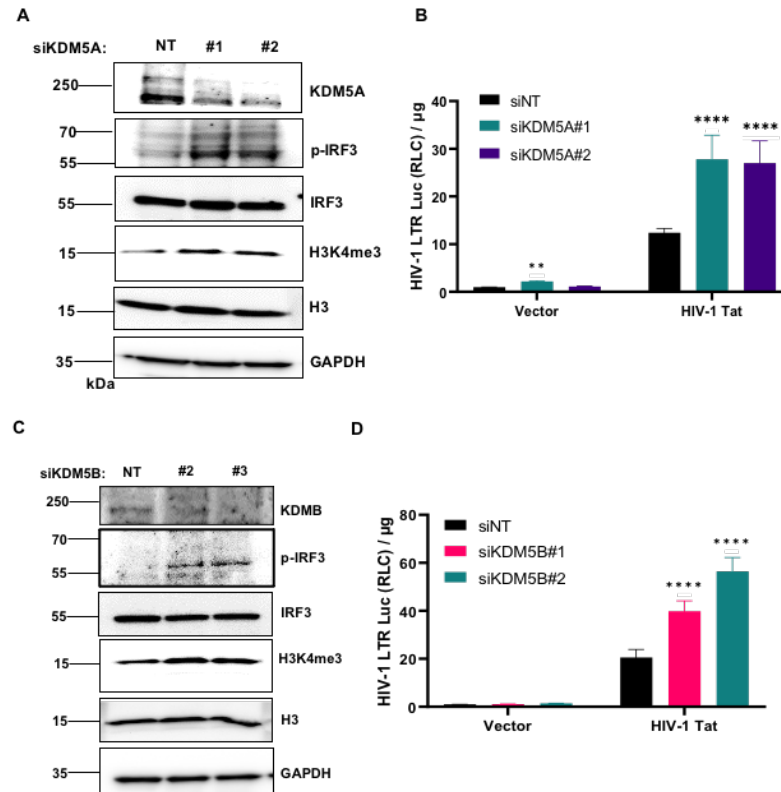 A
siKDM5A: NT #1 #2
250
KDM5A
70
p-IRF3
55
55
IRF3
15
H3K4me3
15
H3
35
GAPDH
kDa
B
siNT
siKDM5A#1
siKDM5A#2
HIV-1 LTR Luc (RLC) / µg
40
30
20
10
0
**
****
****
Vector
HIV-1 Tat
C
siKDM5B: NT #2 #3
250
KDMB
70
p-IRF3
55
55
IRF3
H3K4me3
15
15
H3
35
GAPDH
D
siNT
siKDM5B#1
siKDM5B#2
HIV-1 LTR Luc (RLC) / µg
80
60
40
20
0
****
****
Vector
HIV-1 Tat